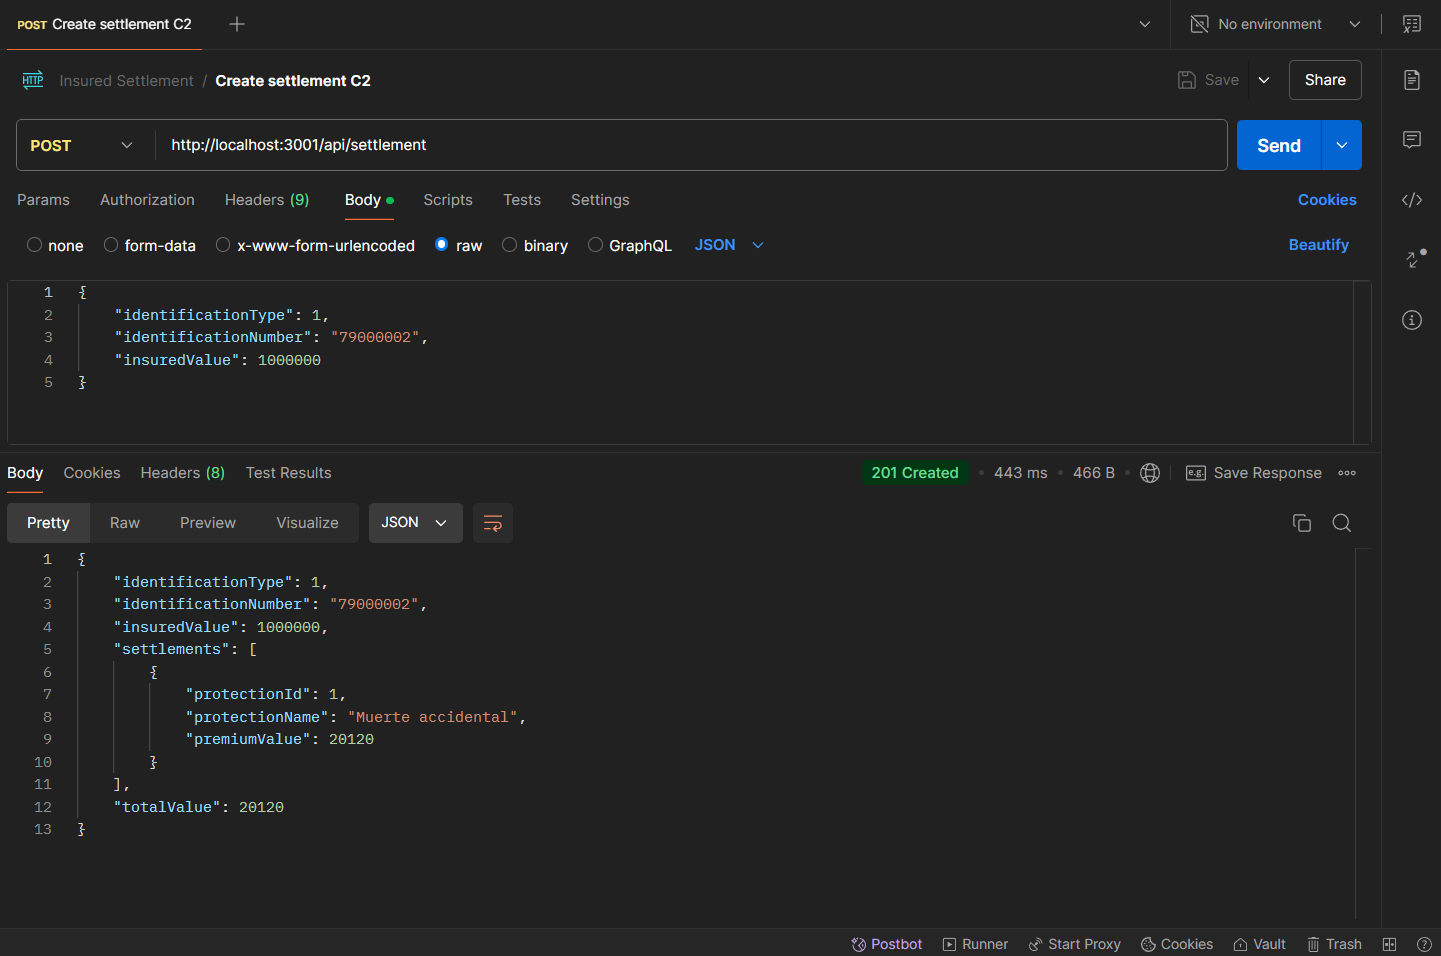 POST Create settlement C2
No environment
HTTP Insured Settlement / Create settlement C2
Save Share
POST http://localhost:3001/api/settlement Send
Params Authorization Headers (9) Body Scripts Tests Settings Cookies
none form-data x-www-form-urlencoded raw binary GraphQL JSON Beautify
1 {
2 "identificationType": 1,
3 "identificationNumber": "79000002",
4 "insuredValue": 1000000
5 }
Body Cookies Headers (8) Test Results 201 Created 443 ms 466 B e.g. Save Response
Pretty Raw Preview Visualize JSON
1 {
2 "identificationType": 1,
3 "identificationNumber": "79000002",
4 "insuredValue": 1000000,
5 "settlements": [
6 {
7 "protectionId": 1,
8 "protectionName": "Muerte accidental",
9 "premiumValue": 20120
10 }
11 ],
12 "totalValue": 20120
13 }
Postbot Runner Start Proxy Cookies Vault Trash